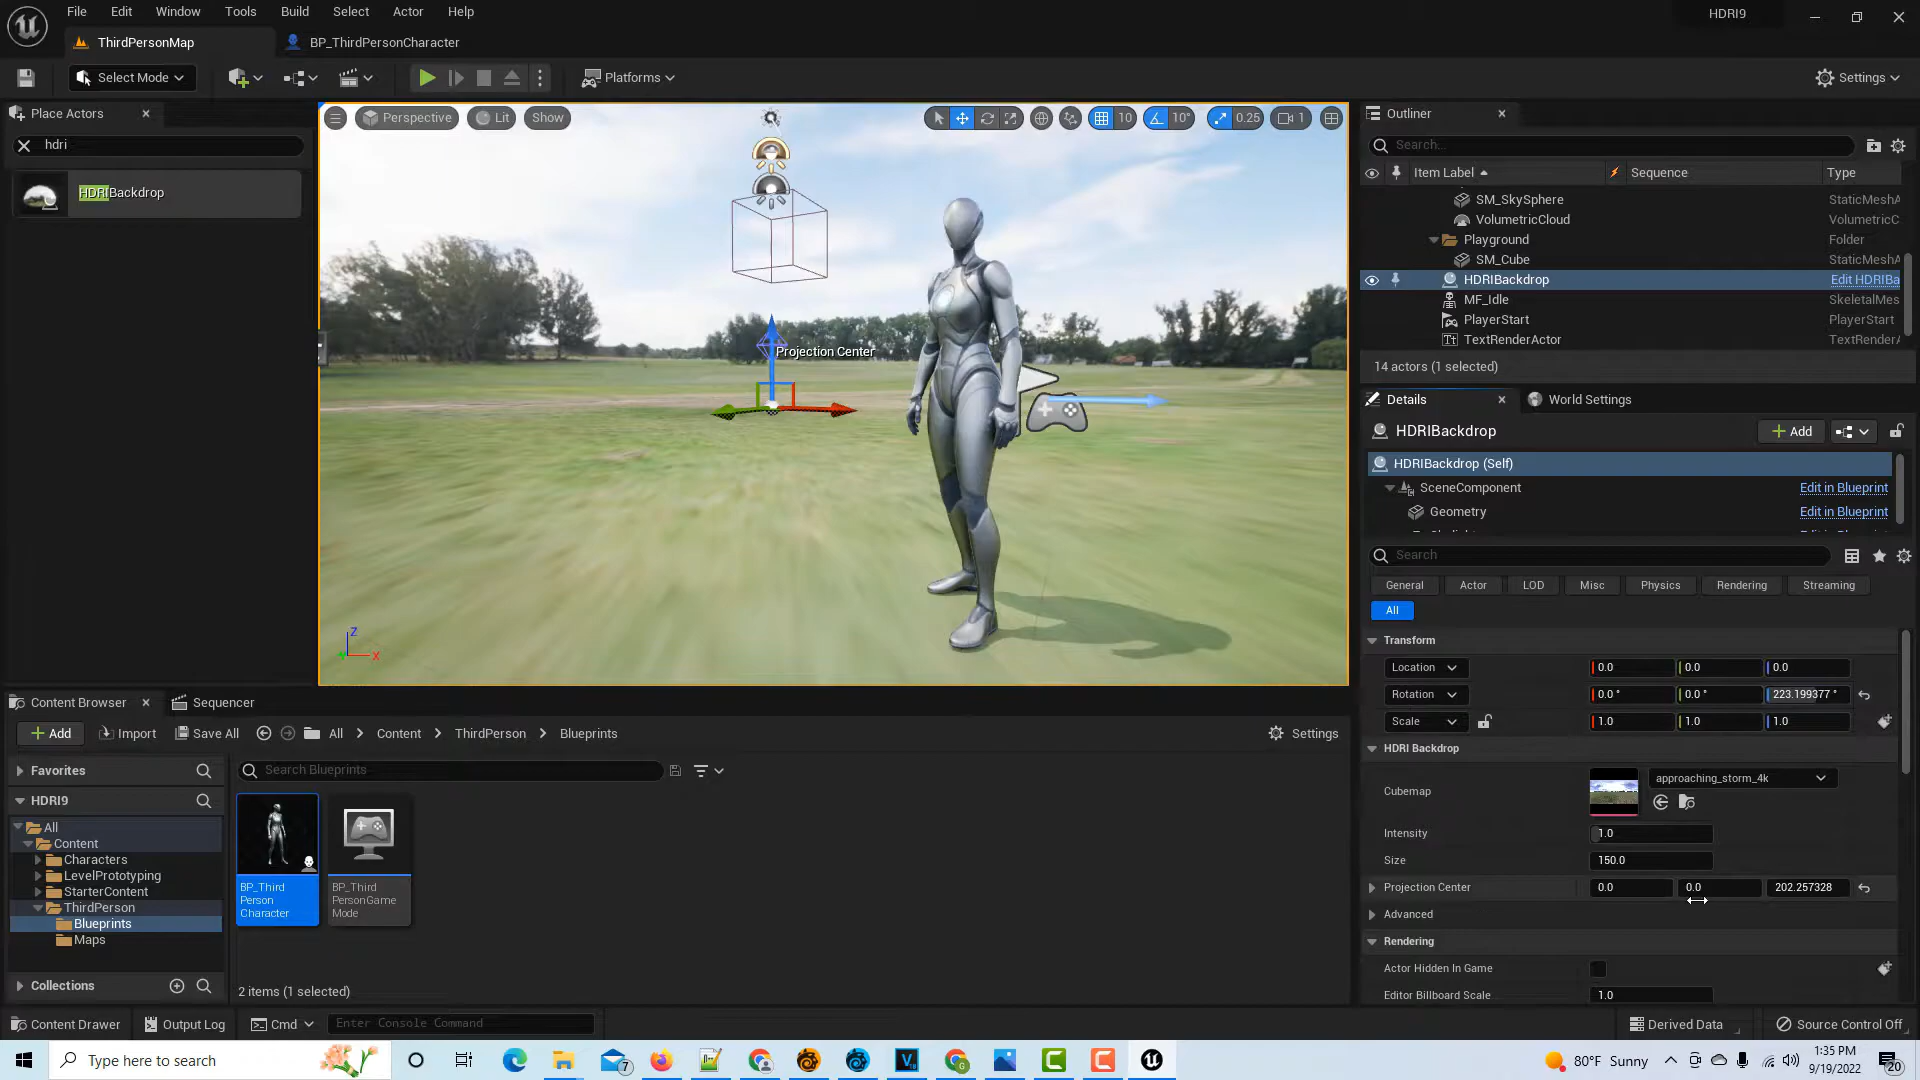 File Edit Window Tools Build Select Actor Help HDRI9
ThirdPersonMap BP_ThirdPersonCharacter
Select Mode Platforms Settings
Place Actors
hdri
HDRIBackdrop
Perspective Lit Show 10 10° 0.25 1
Projection Center
Z
X
Outliner
Search...
Item Label Sequence Type
SM_SkySphere StaticMeshA
VolumetricCloud VolumetricC
Playground Folder
SM_Cube StaticMeshA
HDRIBackdrop Edit HDRIBa
MF_Idle SkeletalMes
PlayerStart PlayerStart
TextRenderActor TextRenderA
14 actors (1 selected)
Details World Settings
HDRIBackdrop Add
HDRIBackdrop (Self)
SceneComponent Edit in Blueprint
Geometry Edit in Blueprint
Search
General Actor LOD Misc Physics Rendering Streaming
All
Transform
Location 0.0 0.0 0.0
Rotation 0.0 ° 0.0 ° 223.199377 °
Scale 1.0 1.0 1.0
HDRI Backdrop
Cubemap approaching_storm_4k
Intensity 1.0
Size 150.0
Projection Center 0.0 0.0 202.257328
Advanced
Rendering
Actor Hidden In Game
Editor Billboard Scale 1.0
Content Browser Sequencer
Add Import Save All All Content ThirdPerson Blueprints Settings
Favorites
Search Blueprints
HDRI9
All
Content
Characters
LevelPrototyping
StarterContent
ThirdPerson
Blueprints
Maps
Collections
BP_Third
Person
Character
BP_Third
PersonGame
Mode
2 items (1 selected)
Content Drawer Output Log Cmd Enter Console Command Derived Data Source Control Off
Type here to search 7 80°F Sunny 1:35 PM
9/19/2022 20